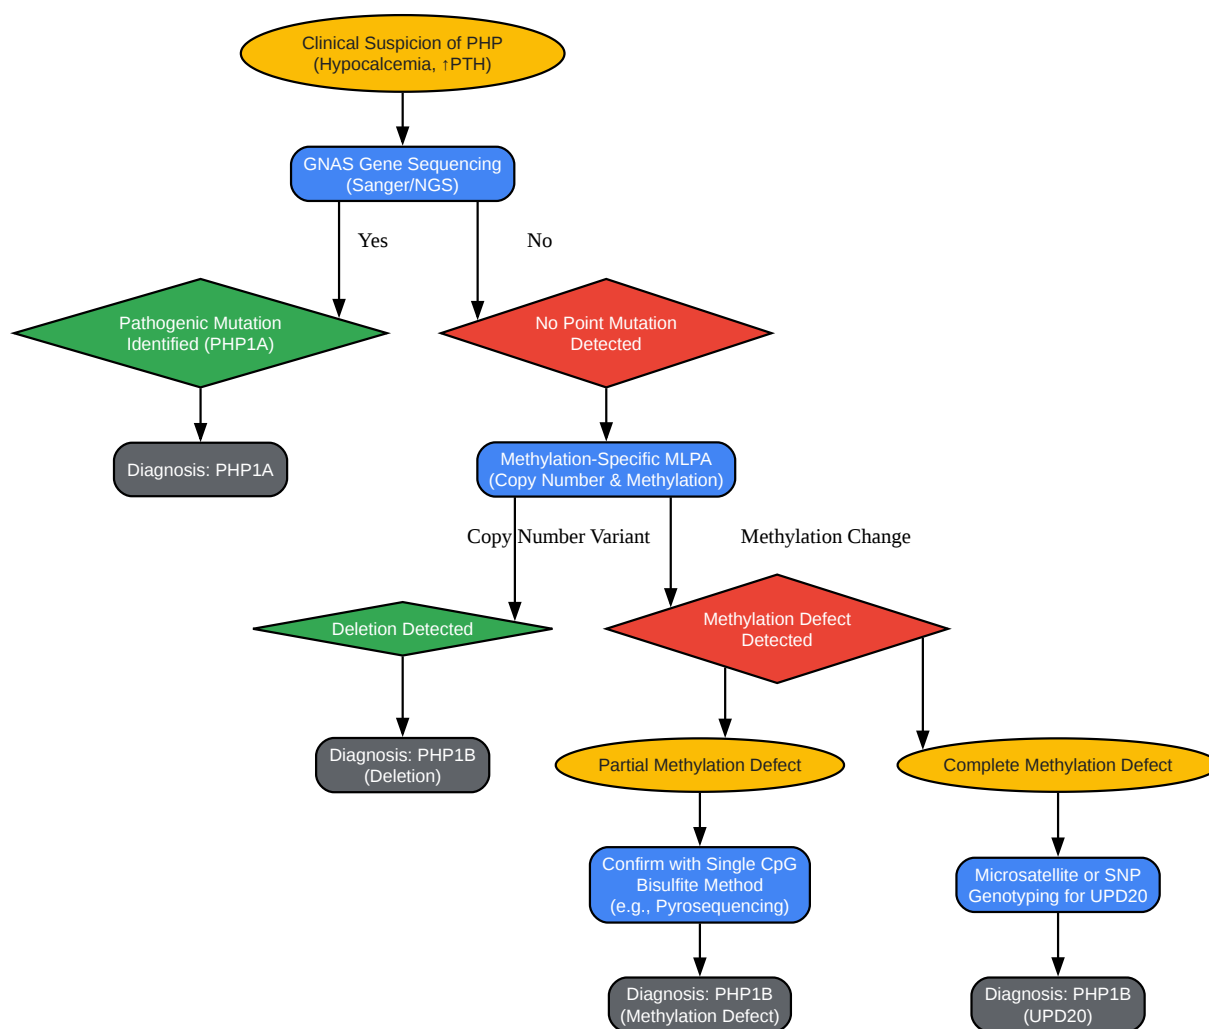 Clinical Suspicion of PHP
(Hypocalcemia, ↑PTH)
GNAS Gene Sequencing
(Sanger/NGS)
Yes
No
Pathogenic Mutation
Identified (PHP1A)
No Point Mutation
Detected
Diagnosis: PHP1A
Methylation-Specific MLPA
(Copy Number & Methylation)
Copy Number Variant
Methylation Change
Deletion Detected
Methylation Defect
Detected
Diagnosis: PHP1B
(Deletion)
Partial Methylation Defect
Complete Methylation Defect
Confirm with Single CpG
Bisulfite Method
(e.g., Pyrosequencing)
Microsatellite or SNP
Genotyping for UPD20
Diagnosis: PHP1B
(Methylation Defect)
Diagnosis: PHP1B
(UPD20)